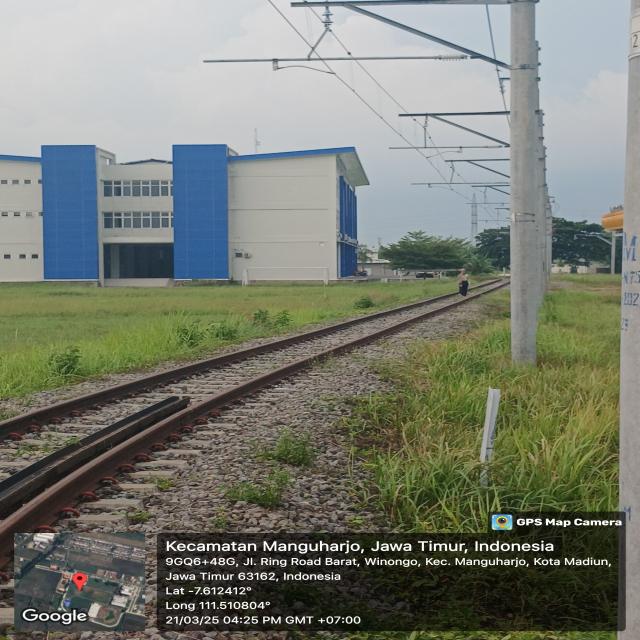 GPS Map Camera
Kecamatan Manguharjo, Jawa Timur, Indonesia
9GQ6+48G, Jl. Ring Road Barat, Winongo, Kec. Manguharjo, Kota Madiun,
Jawa Timur 63162, Indonesia
Lat -7.612412°
Long 111.510804°
21/03/25 04:25 PM GMT +07:00
Google